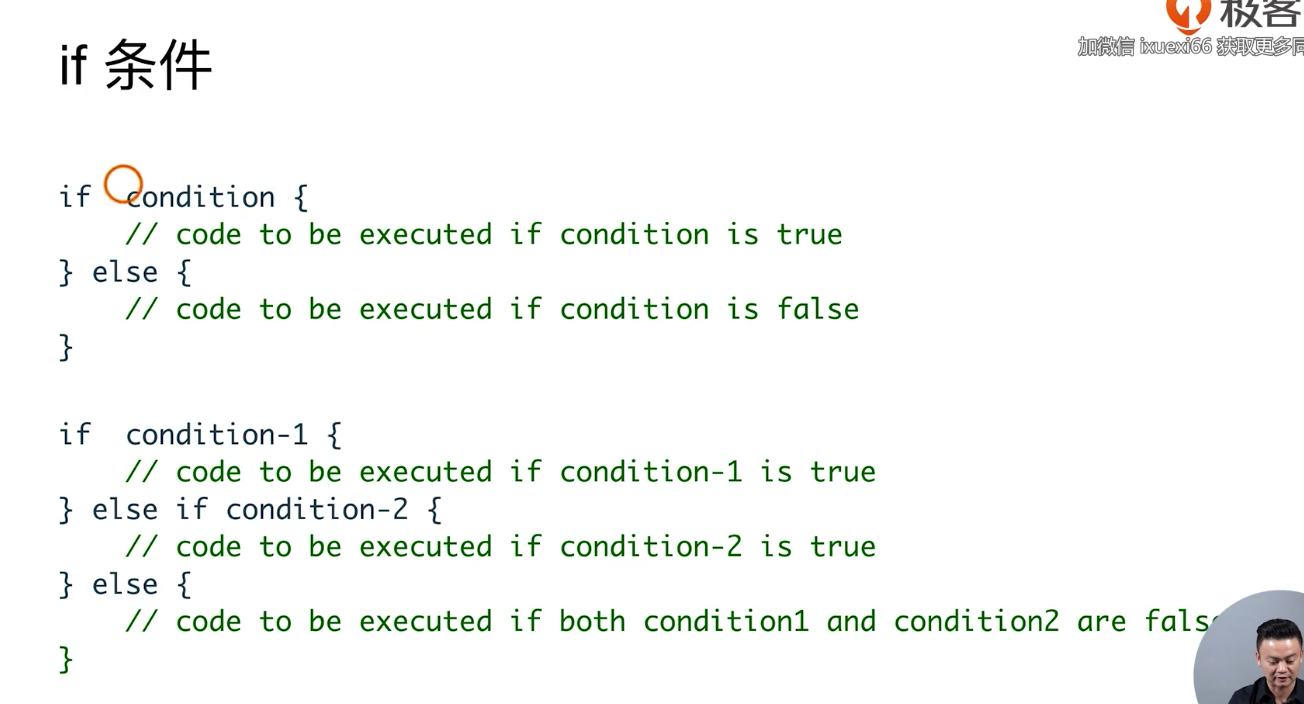 极客
加微信 ixuexi66 获取更多同
if 条件
if  condition {
    // code to be executed if condition is true
} else {
    // code to be executed if condition is false
}
if  condition-1 {
    // code to be executed if condition-1 is true
} else if condition-2 {
    // code to be executed if condition-2 is true
} else {
    // code to be executed if both condition1 and condition2 are false
}